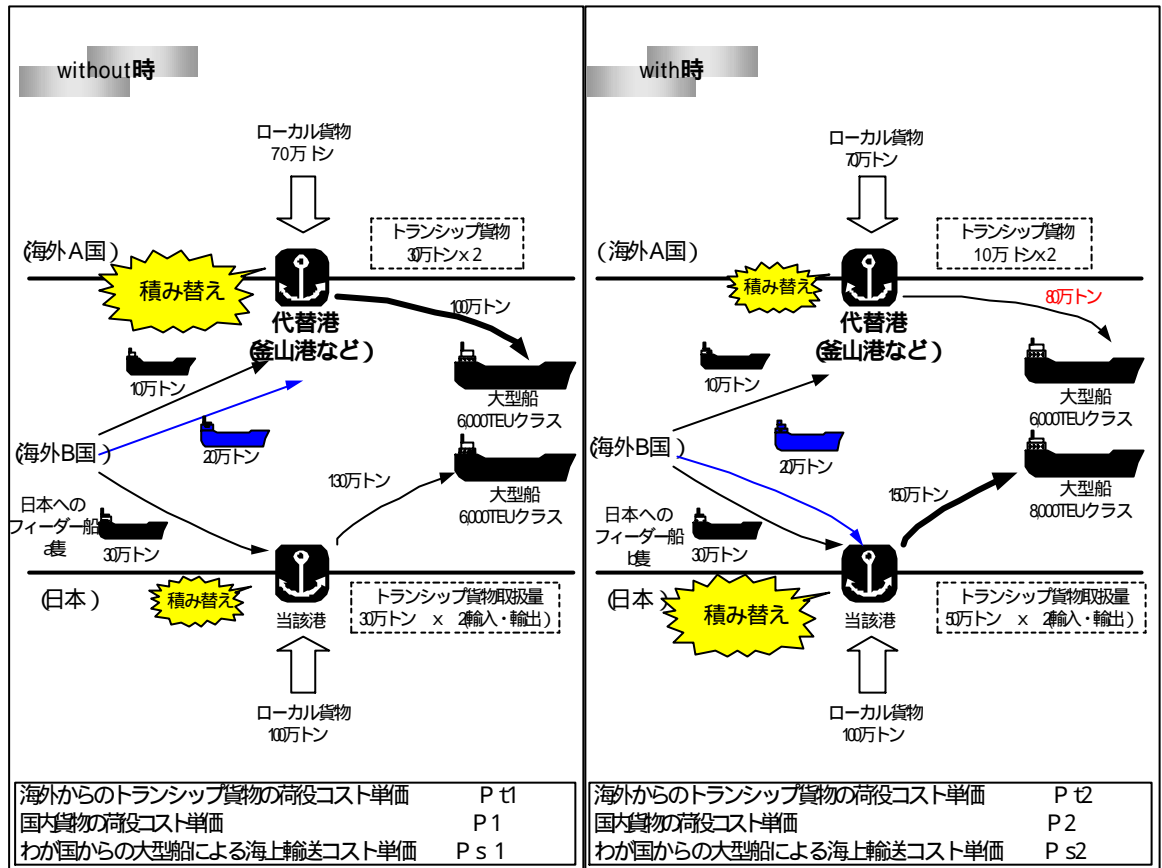 without時
ローカル貨物
70万トン
(海外A国)
トランシップ貨物
30万トン×2
積み替え
代替港
(釜山港など)
100万トン
10万トン
大型船
6,000TEUクラス
(海外B国)
20万トン
130万トン
大型船
6,000TEUクラス
日本への
フィーダー船
a隻
30万トン
(日本)
積み替え
当該港
トランシップ貨物取扱量
30万トン × 2(輸入・輸出)
ローカル貨物
100万トン
海外からのトランシップ貨物の荷役コスト単価 Pt1
国内貨物の荷役コスト単価 P1
わが国からの大型船による海上輸送コスト単価 Ps1
with時
ローカル貨物
70万トン
(海外A国)
トランシップ貨物
10万トン×2
積み替え
80万トン
代替港
(釜山港など)
10万トン
大型船
6,000TEUクラス
(海外B国)
20万トン
150万トン
大型船
8,000TEUクラス
日本への
フィーダー船
b隻
30万トン
(日本)
積み替え
当該港
トランシップ貨物取扱量
50万トン × 2(輸入・輸出)
ローカル貨物
100万トン
海外からのトランシップ貨物の荷役コスト単価 Pt2
国内貨物の荷役コスト単価 P2
わが国からの大型船による海上輸送コスト単価 Ps2